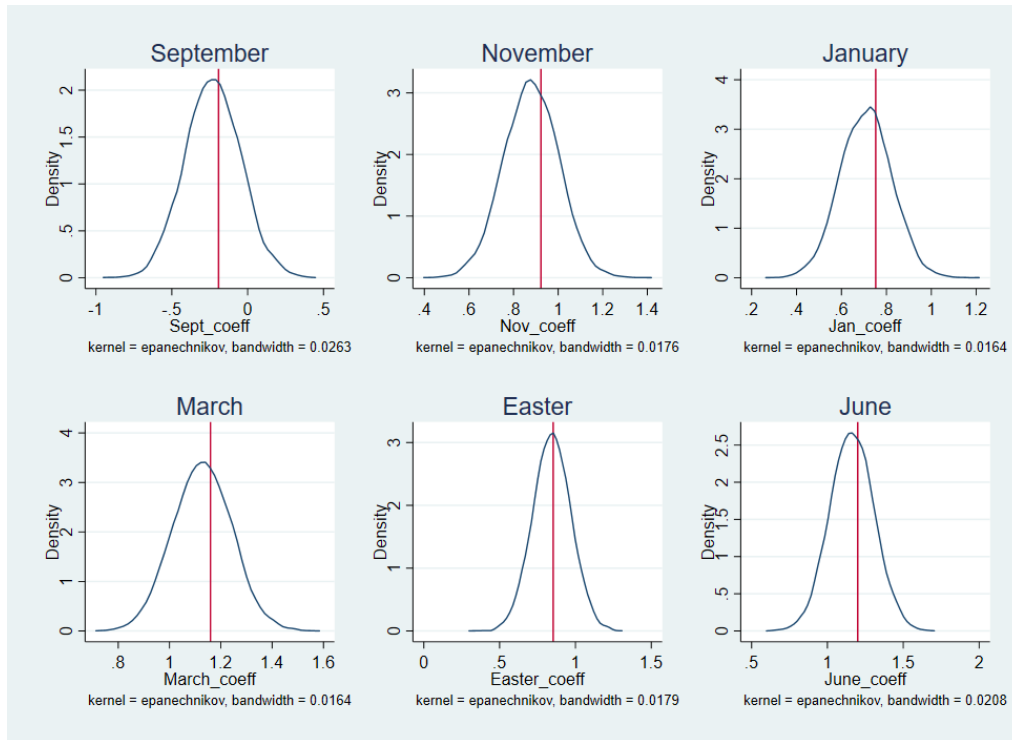 September
Density
0 .5 1 1.5 2
-1 -.5 0 .5
Sept_coeff
kernel = epanechnikov, bandwidth = 0.0263
November
Density
0 1 2 3
.4 .6 .8 1 1.2 1.4
Nov_coeff
kernel = epanechnikov, bandwidth = 0.0176
January
Density
0 1 2 3 4
.2 .4 .6 .8 1 1.2
Jan_coeff
kernel = epanechnikov, bandwidth = 0.0164
March
Density
0 1 2 3 4
.8 1 1.2 1.4 1.6
March_coeff
kernel = epanechnikov, bandwidth = 0.0164
Easter
Density
0 1 2 3
0 .5 1 1.5
Easter_coeff
kernel = epanechnikov, bandwidth = 0.0179
June
Density
0 .5 1 1.5 2 2.5
.5 1 1.5 2
June_coeff
kernel = epanechnikov, bandwidth = 0.0208